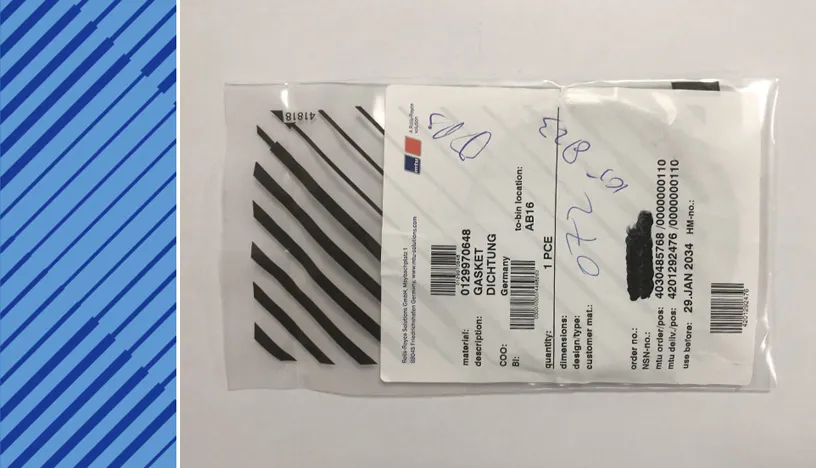 41818
mtu
A Rolls-Royce
solution
Rolls-Royce Solutions GmbH, Maybachplatz 1
88045 Friedrichshafen Germany, www.mtu-solutions.com
material: 0129970648
description: GASKET
DICHTUNG
COO: Germany
to-bin location:
AB16
BI:
quantity: 1 PCE
dimensions:
design/type:
customer mat.:
order no.:
NSN-no.:
mtu order/pos: 4030485768 /0000000110
mtu deliv./pos: 4201292476 /0000000110
use before: 29.JAN 2034 HM-no.:
4201292476